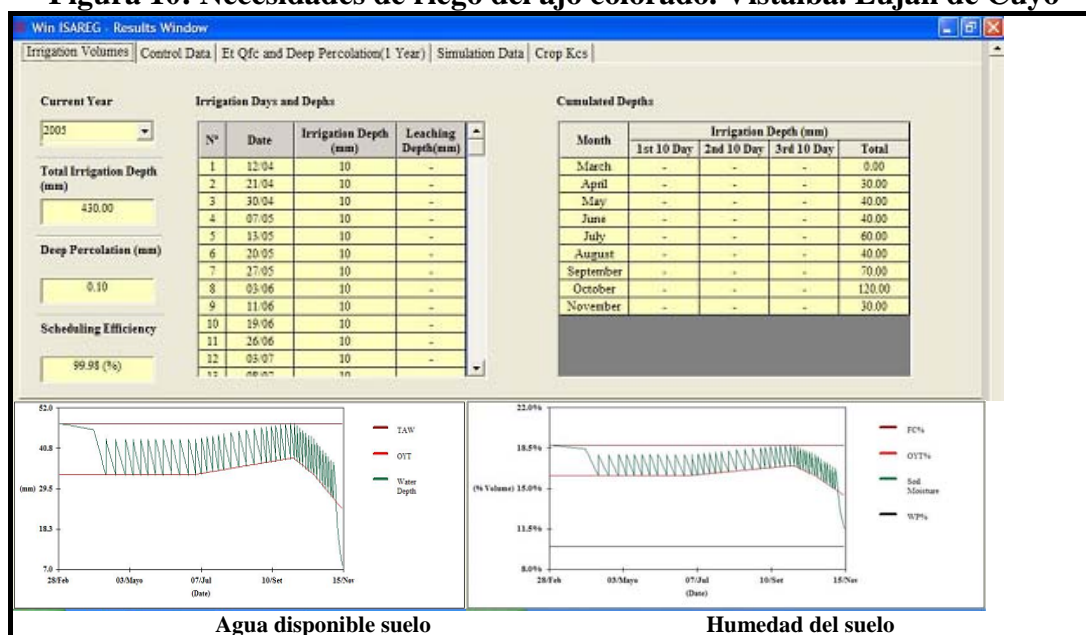 Figura 10: Necesidades de riego del ajo colorado. Vistalba. Luján de Cuyo
Win ISAREG - Results Window
Irrigation Volumes Control Data Et Qfc and Deep Percolation(1 Year) Simulation Data Crop Kcs
Current Year
2005
Total Irrigation Depth
(mm)
430.00
Deep Percolation (mm)
0.10
Scheduling Efficiency
99.98 (%)
Irrigation Days and Dephs
Nº Date Irrigation Depth (mm) Leaching Depth(mm)
1 12/04 10 -
2 21/04 10 -
3 30/04 10 -
4 07/05 10 -
5 13/05 10 -
6 20/05 10 -
7 27/05 10 -
8 03/06 10 -
9 11/06 10 -
10 19/06 10 -
11 26/06 10 -
12 03/07 10 -
13 10
Cumulated Depths
Month Irrigation Depth (mm)
1st 10 Day 2nd 10 Day 3rd 10 Day Total
March - - - 0.00
April - - - 30.00
May - - - 40.00
June - - - 40.00
July - - - 60.00
August - - - 40.00
September - - - 70.00
October - - - 120.00
November - - - 30.00
52.0
40.8
(mm) 29.5
18.3
7.0
28/Feb 03/Mayo 07/Jul 10/Set 15/Nov
(Date)
TAW
OYT
Water
Depth
22.0%
18.5%
(% Volume) 15.0%
11.5%
8.0%
28/Feb 03/Mayo 07/Jul 10/Set 15/Nov
(Date)
FC%
OYT%
Soil
Moisture
WP%
Agua disponible suelo
Humedad del suelo